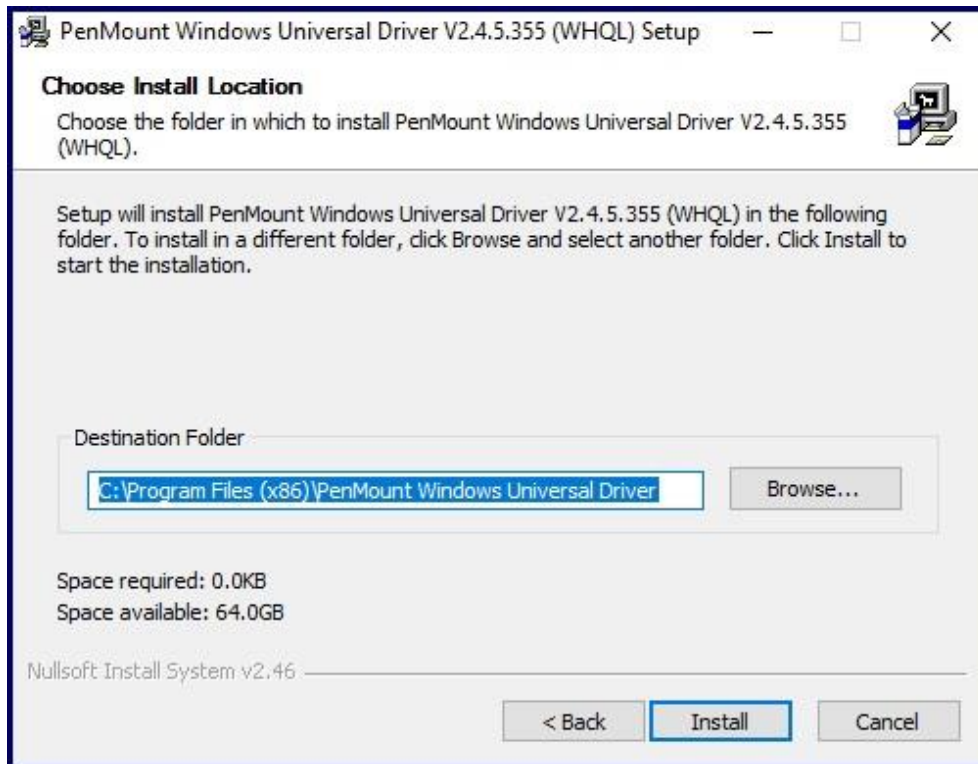 PenMount Windows Universal Driver V2.4.5.355 (WHQL) Setup
Choose Install Location
Choose the folder in which to install PenMount Windows Universal Driver V2.4.5.355
(WHQL).
Setup will install PenMount Windows Universal Driver V2.4.5.355 (WHQL) in the following
folder. To install in a different folder, click Browse and select another folder. Click Install to
start the installation.
Destination Folder
C:\Program Files (x86)\PenMount Windows Universal Driver
Browse...
Space required: 0.0KB
Space available: 64.0GB
Nullsoft Install System v2.46
< Back
Install
Cancel